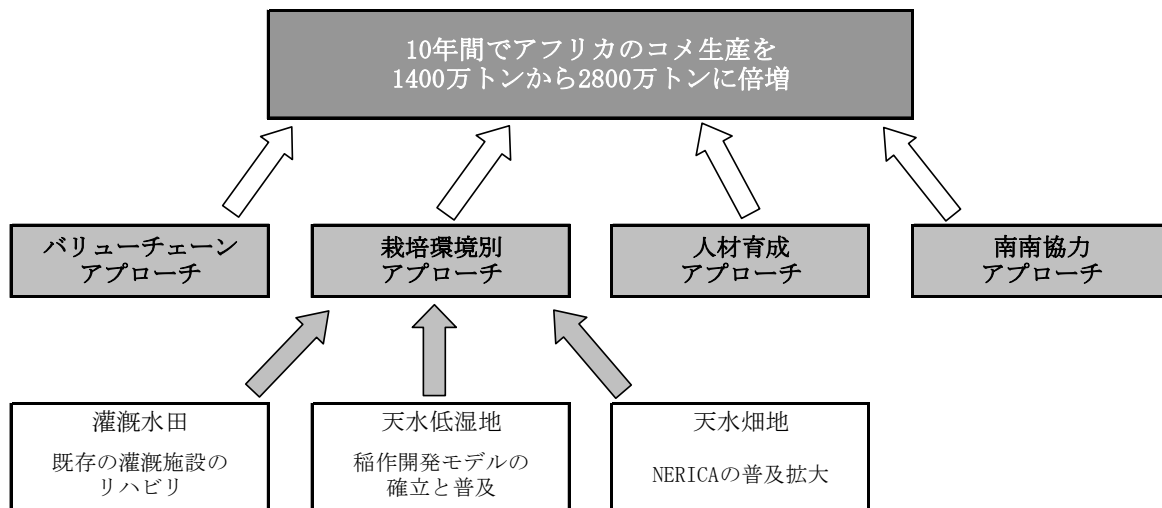 10年間でアフリカのコメ生産を
1400万トンから2800万トンに倍増
バリューチェーン
アプローチ
栽培環境別
アプローチ
人材育成
アプローチ
南南協力
アプローチ
灌漑水田
既存の灌漑施設の
リハビリ
天水低湿地
稲作開発モデルの
確立と普及
天水畑地
NERICAの普及拡大